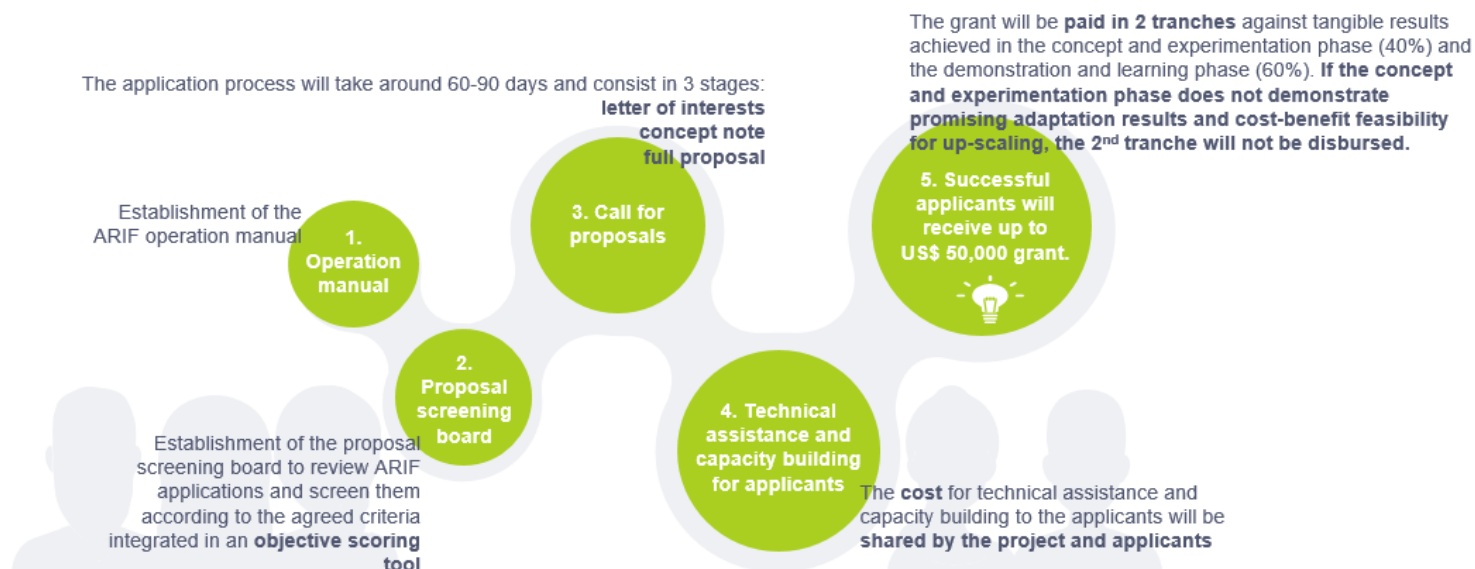 The application process will take around 60-90 days and consist in 3 stages:
letter of interests
concept note
full proposal
The grant will be paid in 2 tranches against tangible results
achieved in the concept and experimentation phase (40%) and
the demonstration and learning phase (60%). If the concept
and experimentation phase does not demonstrate
promising adaptation results and cost-benefit feasibility
for up-scaling, the 2nd tranche will not be disbursed.
Establishment of the
ARIF operation manual
1.
Operation
manual
2.
Proposal
screening
board
Establishment of the proposal
screening board to review ARIF
applications and screen them
according to the agreed criteria
integrated in an objective scoring
tool
3. Call for
proposals
4. Technical
assistance and
capacity building
for applicants
The cost for technical assistance and
capacity building to the applicants will be
shared by the project and applicants
5. Successful
applicants will
receive up to
US$ 50,000 grant.